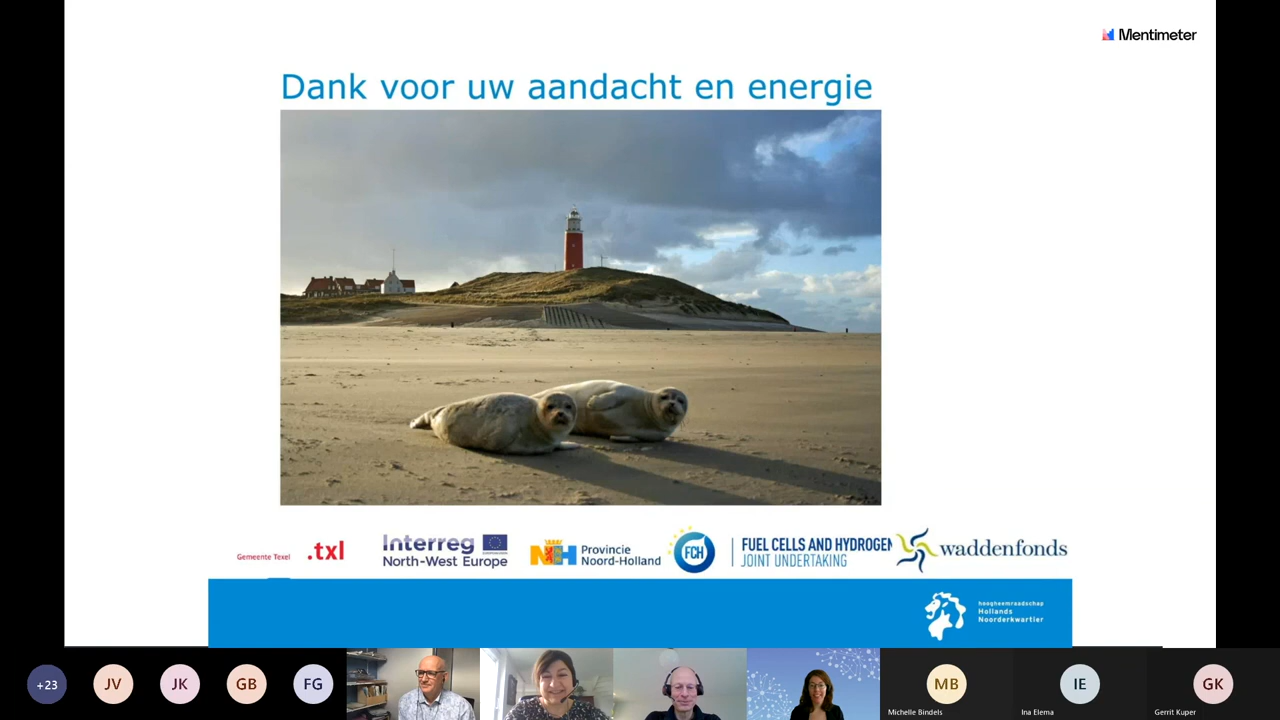 Mentimeter
Dank voor uw aandacht en energie
Gemeente Texel
.txl
Interreg
North-West Europe
NH
Provincie
Noord-Holland
FCH
FUEL CELLS AND HYDROGEN
JOINT UNDERTAKING
waddenfonds
hoogheemraadschap
Hollands
Noorderkwartier
+23
JV
JK
GB
FG
MB
IE
GK
Michelle Bindels
Ina Elema
Gerrit Kuper